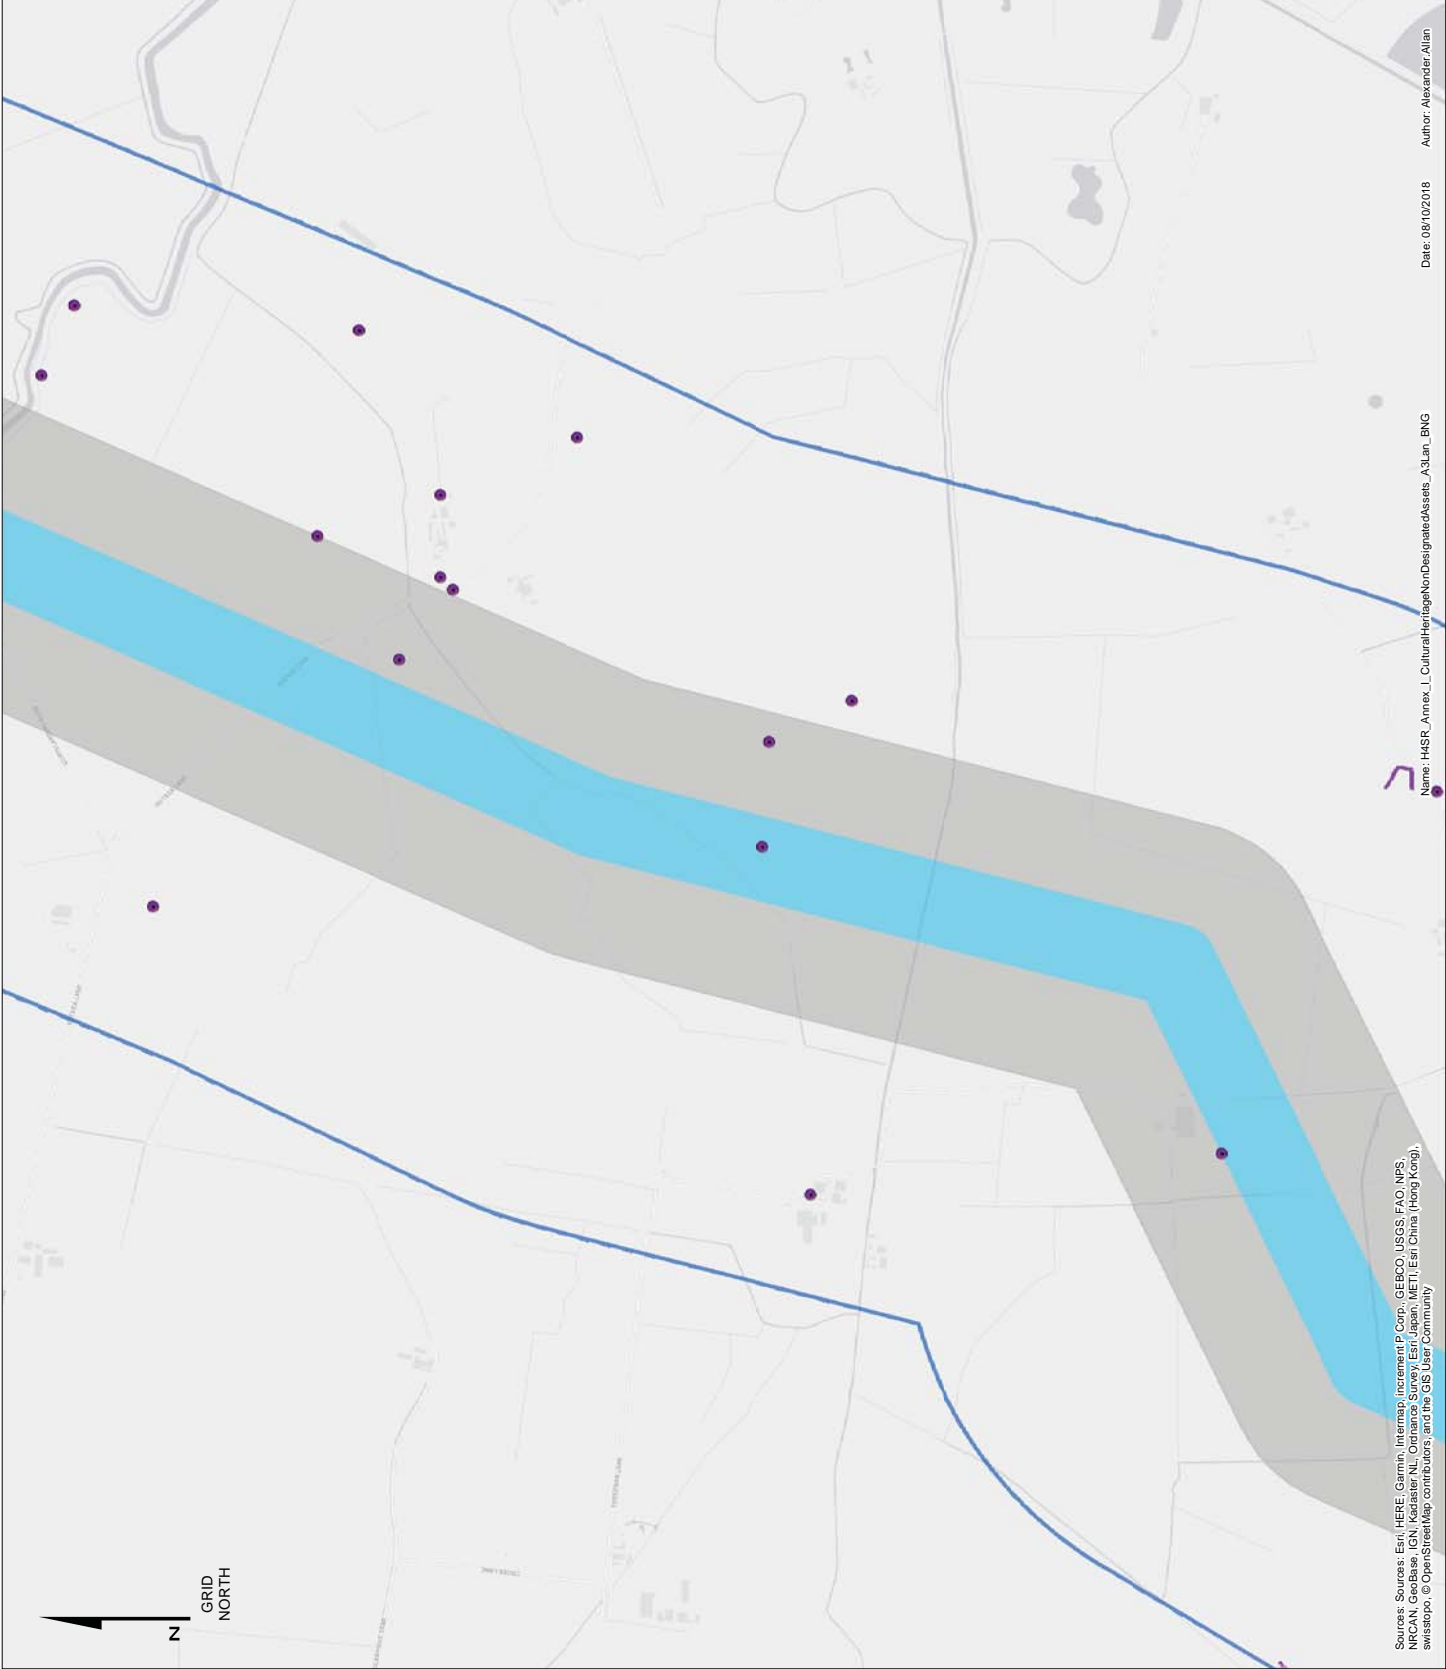 GRID
NORTH
N
Sources: Sources: Esri, HERE, Garmin, Intermap, increment P Corp., GEBCO, USGS, FAO, NPS,
NRCAN, GeoBase, IGN, Kadaster NL, Ordnance Survey, Esri Japan, METI, Esri China (Hong Kong),
swisstopo, © OpenStreetMap contributors, and the GIS User Community
Name: H4SR_Annex_I_CulturalHeritageNonDesignatedAssets_A3Lan_BNG
Date: 08/10/2018
Author: Alexander.Allan